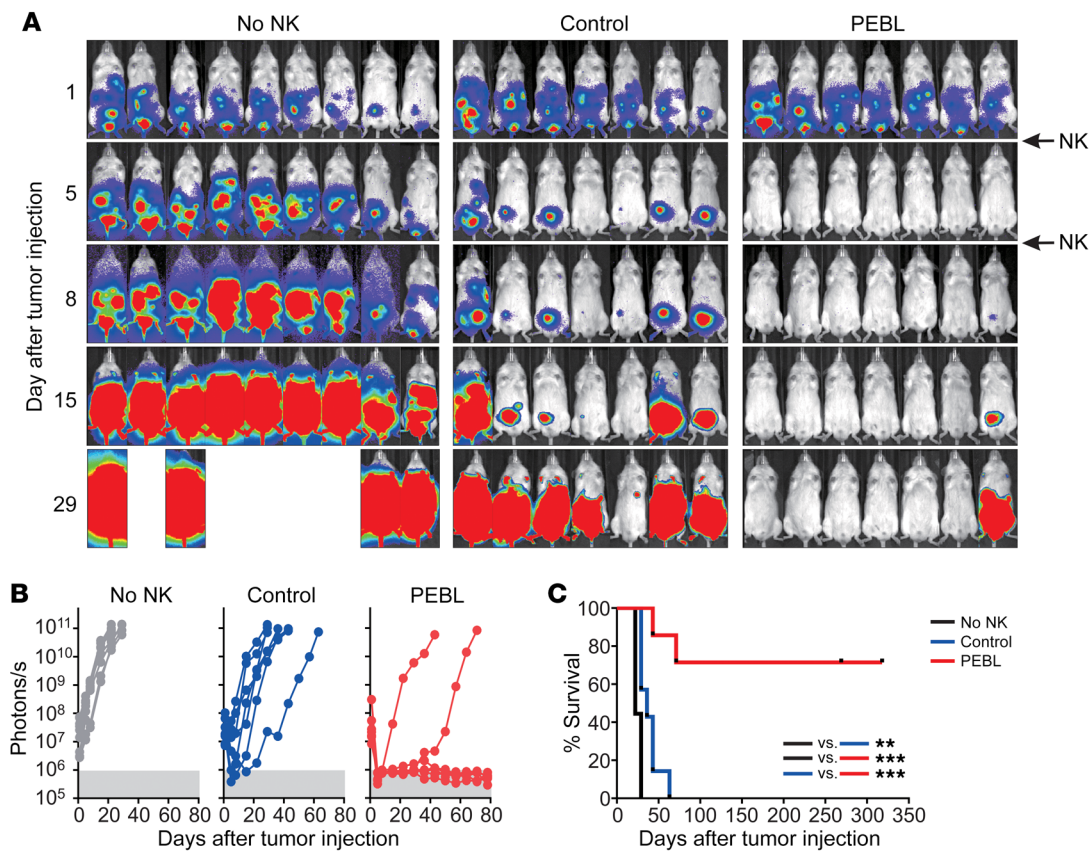 A
No NK
Control
PEBL
Day after tumor injection
1
NK
5
NK
8
15
29
B
No NK
Control
PEBL
Photons/s
10¹¹
10¹⁰
10⁹
10⁸
10⁷
10⁶
10⁵
0 20 40 60 80
0 20 40 60 80
0 20 40 60 80
Days after tumor injection
C
% Survival
100
80
60
40
20
0
0 50 100 150 200 250 300 350
Days after tumor injection
No NK
Control
PEBL
vs. **
vs. ***
vs. ***